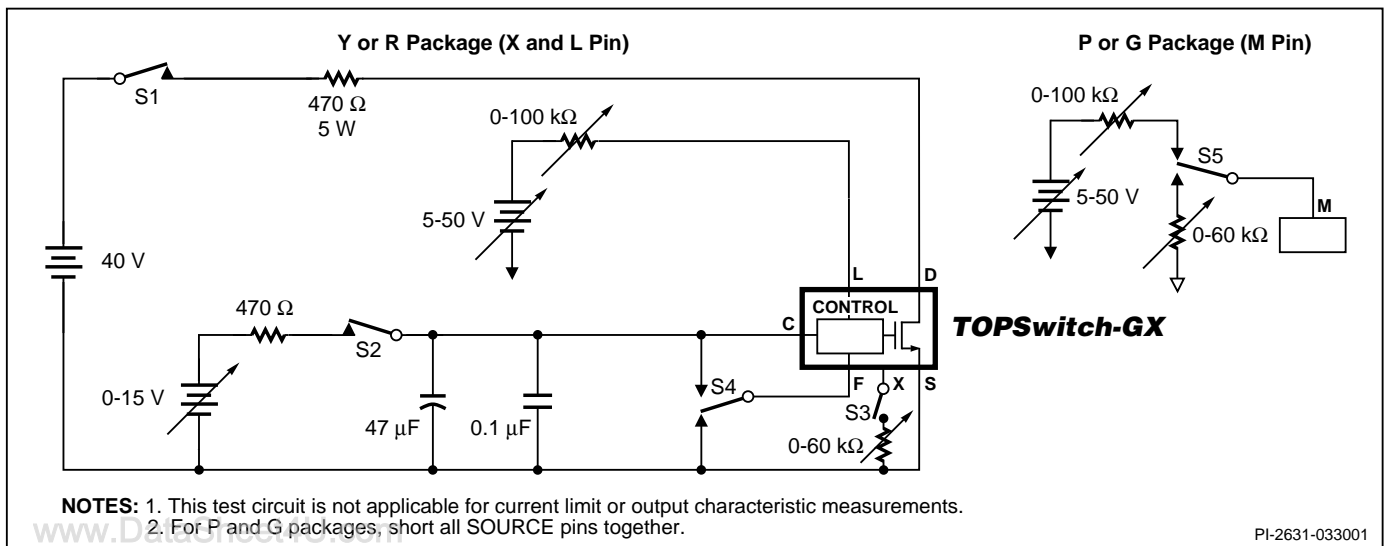 Y or R Package (X and L Pin)
P or G Package (M Pin)
S1
470 Ω
5 W
0-100 kΩ
5-50 V
40 V
470 Ω
S2
0-15 V
47 µF
0.1 µF
S4
L
D
CONTROL
C
TOPSwitch-GX
F
X
S
S3
0-60 kΩ
0-100 kΩ
S5
5-50 V
0-60 kΩ
M
NOTES: 1. This test circuit is not applicable for current limit or output characteristic measurements.
2. For P and G packages, short all SOURCE pins together.
www.DataSheet4U.com
PI-2631-033001